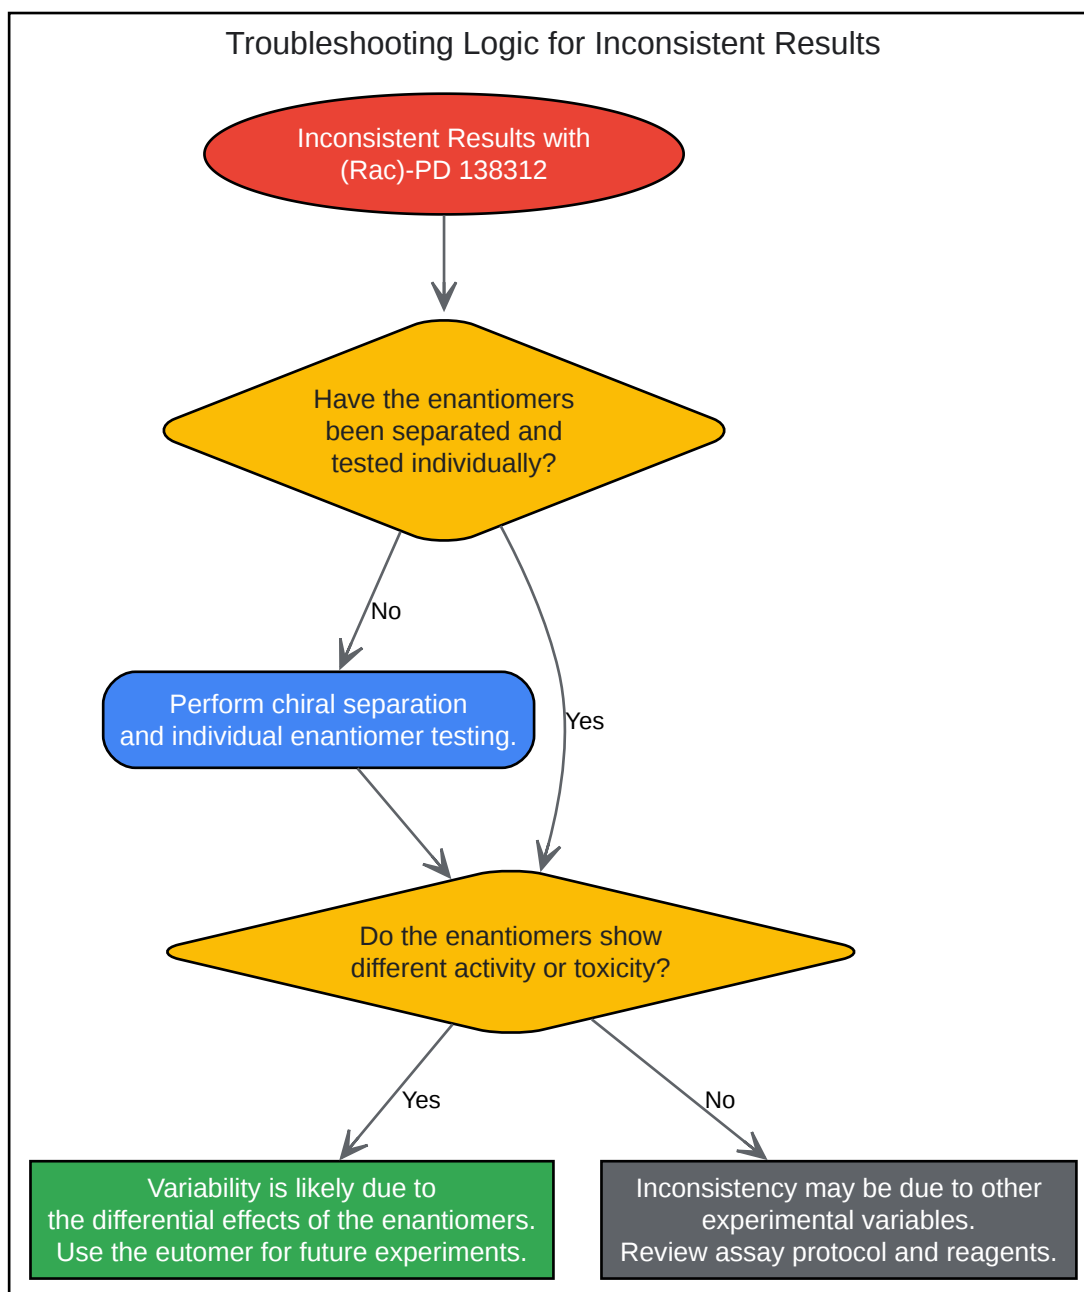 Troubleshooting Logic for Inconsistent Results
Inconsistent Results with
(Rac)-PD 138312
Have the enantiomers
been separated and
tested individually?
No
Yes
Perform chiral separation
and individual enantiomer testing.
Do the enantiomers show
different activity or toxicity?
Yes
No
Variability is likely due to
the differential effects of the enantiomers.
Use the eutomer for future experiments.
Inconsistency may be due to other
experimental variables.
Review assay protocol and reagents.